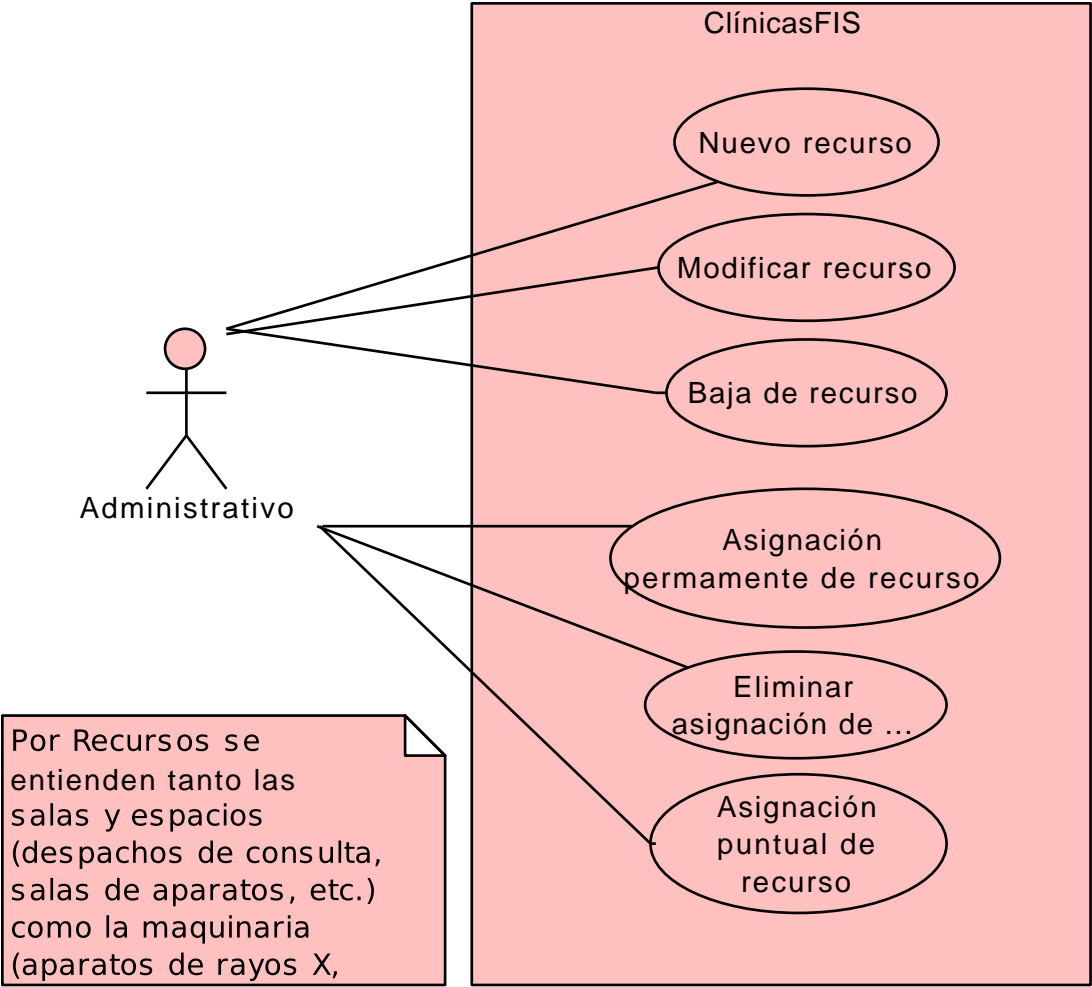 ClínicasFIS
Nuevo recurso
Modificar recurso
Baja de recurso
Administrativo
Asignación
permamente de recurso
Eliminar
asignación de ...
Asignación
puntual de
recurso
Por Recursos se
entienden tanto las
salas y espacios
(despachos de consulta,
salas de aparatos, etc.)
como la maquinaria
(aparatos de rayos X,